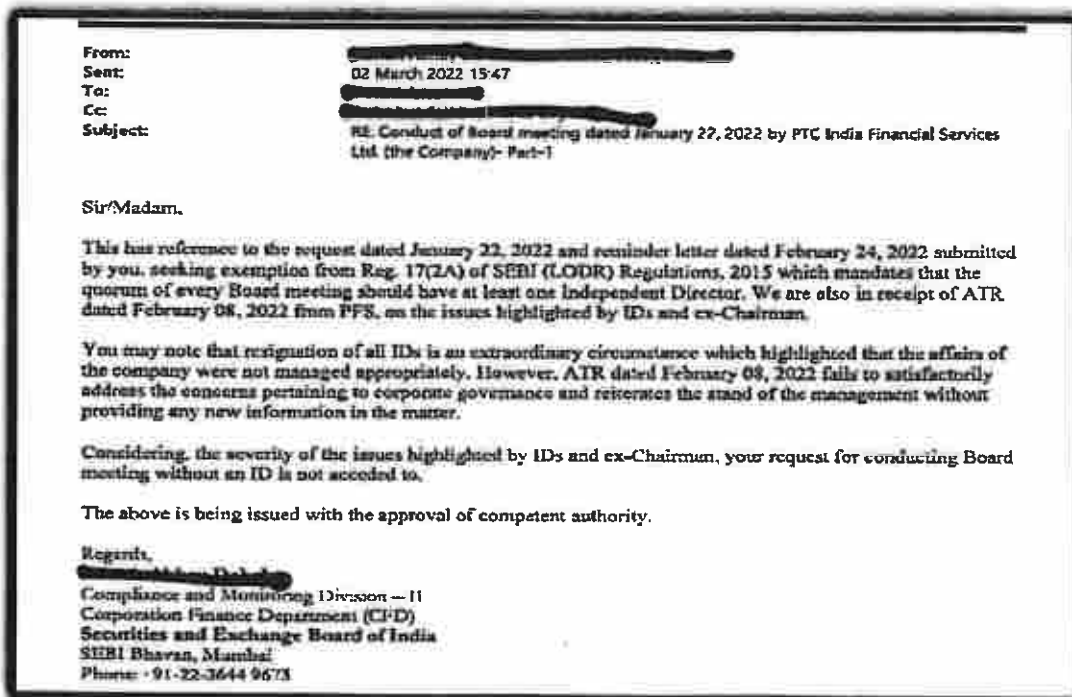 From:
Sent: 02 March 2022 15:47
To:
Cc:
Subject: RE: Conduct of Board meeting dated January 22, 2022 by PTC India Financial Services
Ltd. (the Company)- Part-1
Sir/Madam,
This has reference to the request dated January 22, 2022 and reminder letter dated February 24, 2022 submitted
by you, seeking exemption from Reg. 17(2A) of SEBI (LODR) Regulations, 2015 which mandates that the
quorum of every Board meeting should have at least one Independent Director. We are also in receipt of ATR
dated February 08, 2022 from PFS, on the issues highlighted by IDs and ex-Chairman.
You may note that resignation of all IDs is an extraordinary circumstance which highlighted that the affairs of
the company were not managed appropriately. However, ATR dated February 08, 2022 fails to satisfactorily
address the concerns pertaining to corporate governance and reiterates the stand of the management without
providing any new information in the matter.
Considering, the severity of the issues highlighted by IDs and ex-Chairman, your request for conducting Board
meeting without an ID is not acceded to.
The above is being issued with the approval of competent authority.
Regards,
Compliance and Monitoring Division – II
Corporation Finance Department (CFD)
Securities and Exchange Board of India
SEBI Bhavan, Mumbai
Phone: +91-22-3644 9673